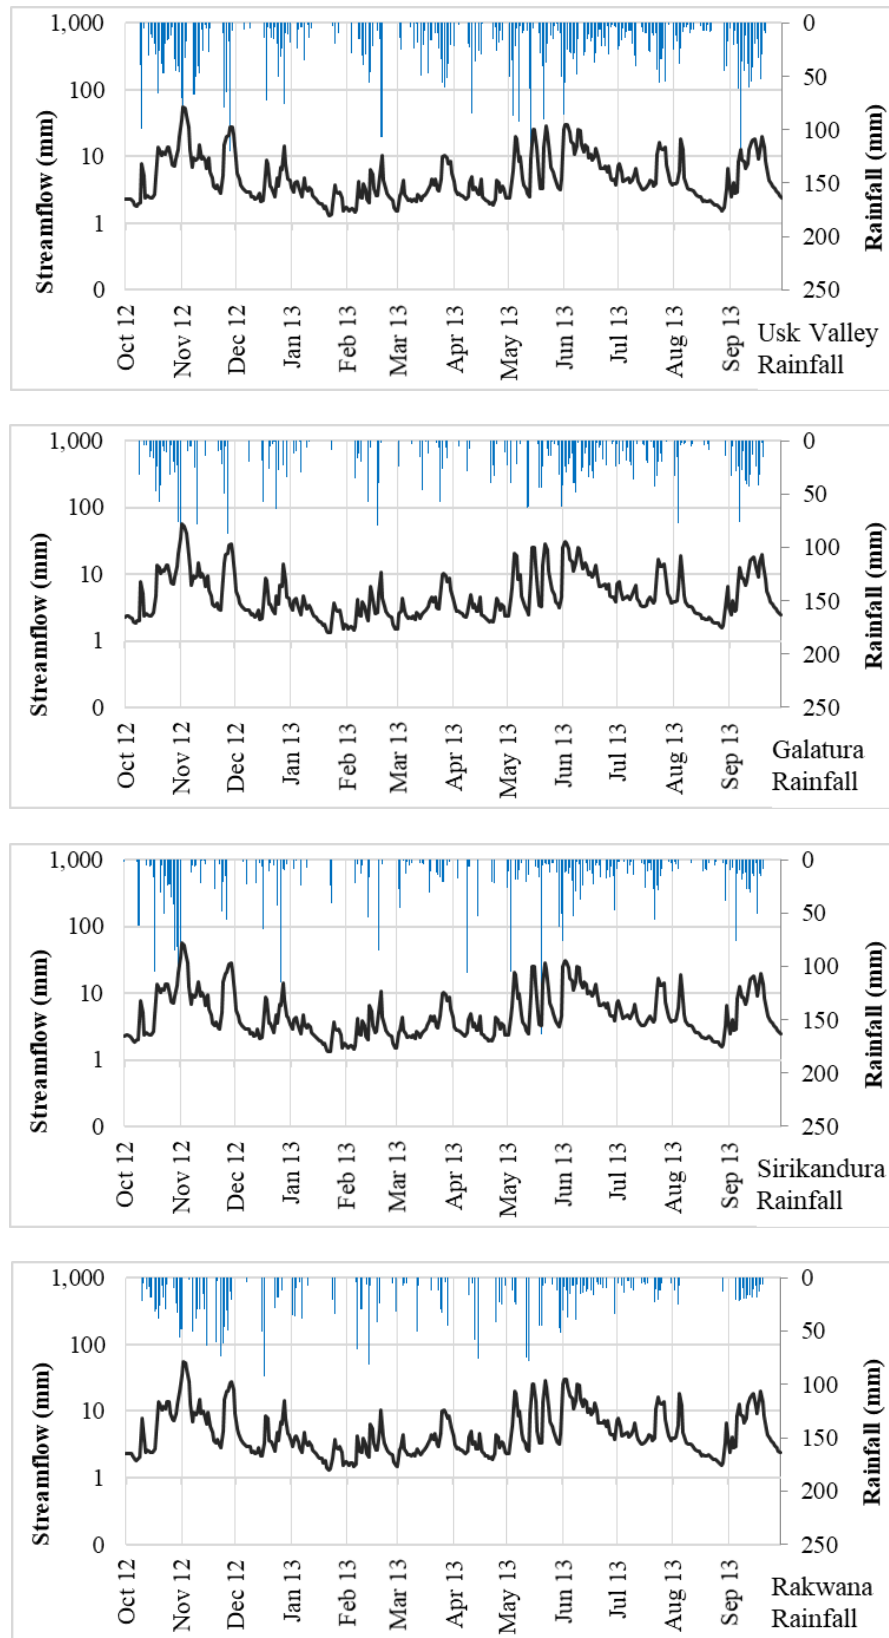 1,000
100
10
1
0
Streamflow (mm)
0
50
100
150
200
250
Rainfall (mm)
Oct 12
Nov 12
Dec 12
Jan 13
Feb 13
Mar 13
Apr 13
May 13
Jun 13
Jul 13
Aug 13
Sep 13
Usk Valley
Rainfall
1,000
100
10
1
0
Streamflow (mm)
0
50
100
150
200
250
Rainfall (mm)
Oct 12
Nov 12
Dec 12
Jan 13
Feb 13
Mar 13
Apr 13
May 13
Jun 13
Jul 13
Aug 13
Sep 13
Galatura
Rainfall
1,000
100
10
1
0
Streamflow (mm)
0
50
100
150
200
250
Rainfall (mm)
Oct 12
Nov 12
Dec 12
Jan 13
Feb 13
Mar 13
Apr 13
May 13
Jun 13
Jul 13
Aug 13
Sep 13
Sirikandura
Rainfall
1,000
100
10
1
0
Streamflow (mm)
0
50
100
150
200
250
Rainfall (mm)
Oct 12
Nov 12
Dec 12
Jan 13
Feb 13
Mar 13
Apr 13
May 13
Jun 13
Jul 13
Aug 13
Sep 13
Rakwana
Rainfall